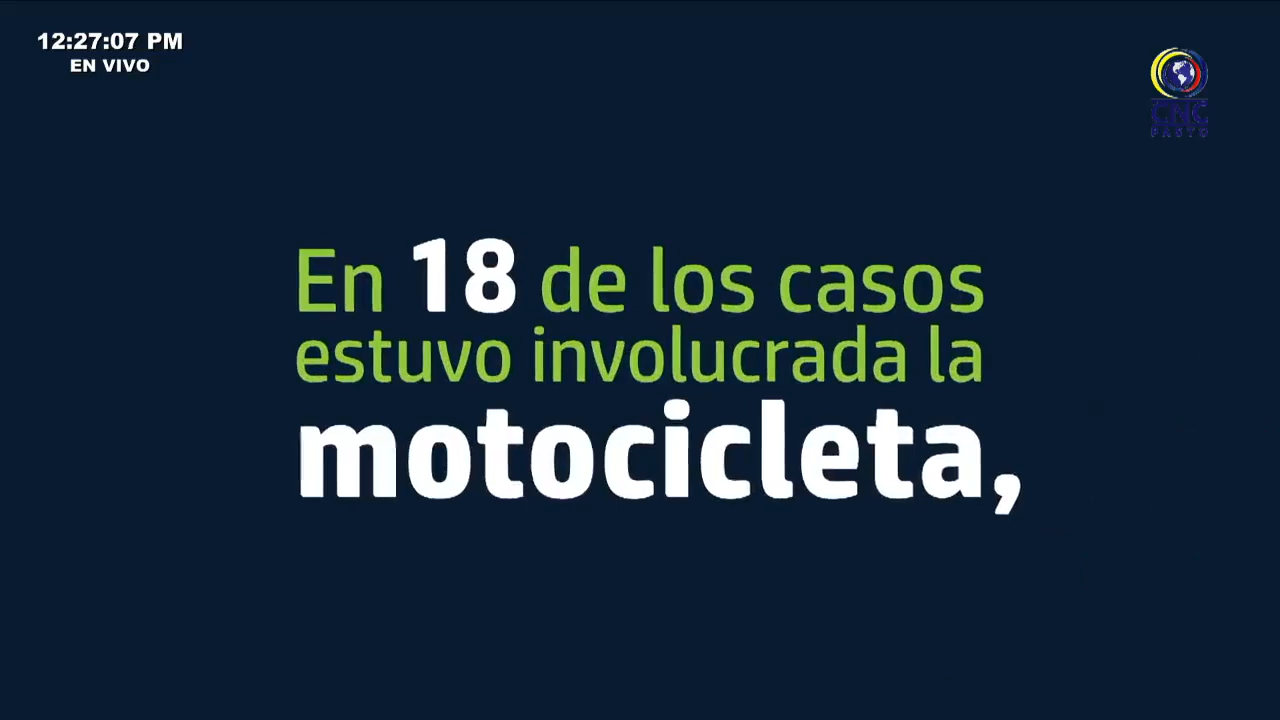 12:27:07 PM
EN VIVO
CNC
PASTO
En 18 de los casos
estuvo involucrada la
motocicleta,